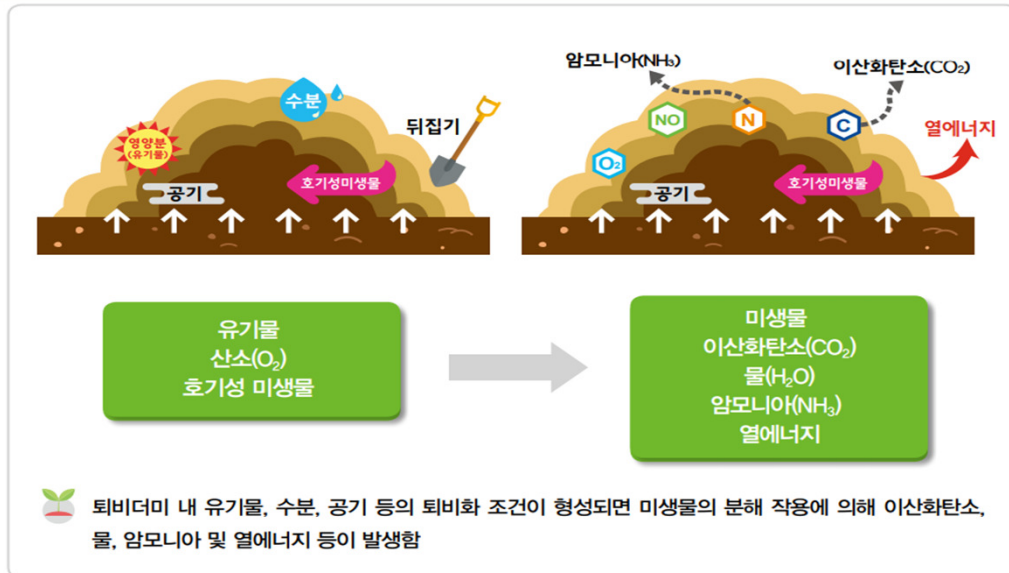 수분
뒤집기
영양분
(유기물)
호기성미생물
공기
암모니아(NH₃)
이산화탄소(CO₂)
NO
N
C
열에너지
O₂
호기성미생물
공기
유기물
산소(O₂)
호기성 미생물
미생물
이산화탄소(CO₂)
물(H₂O)
암모니아(NH₃)
열에너지
퇴비더미 내 유기물, 수분, 공기 등의 퇴비화 조건이 형성되면 미생물의 분해 작용에 의해 이산화탄소,
물, 암모니아 및 열에너지 등이 발생함